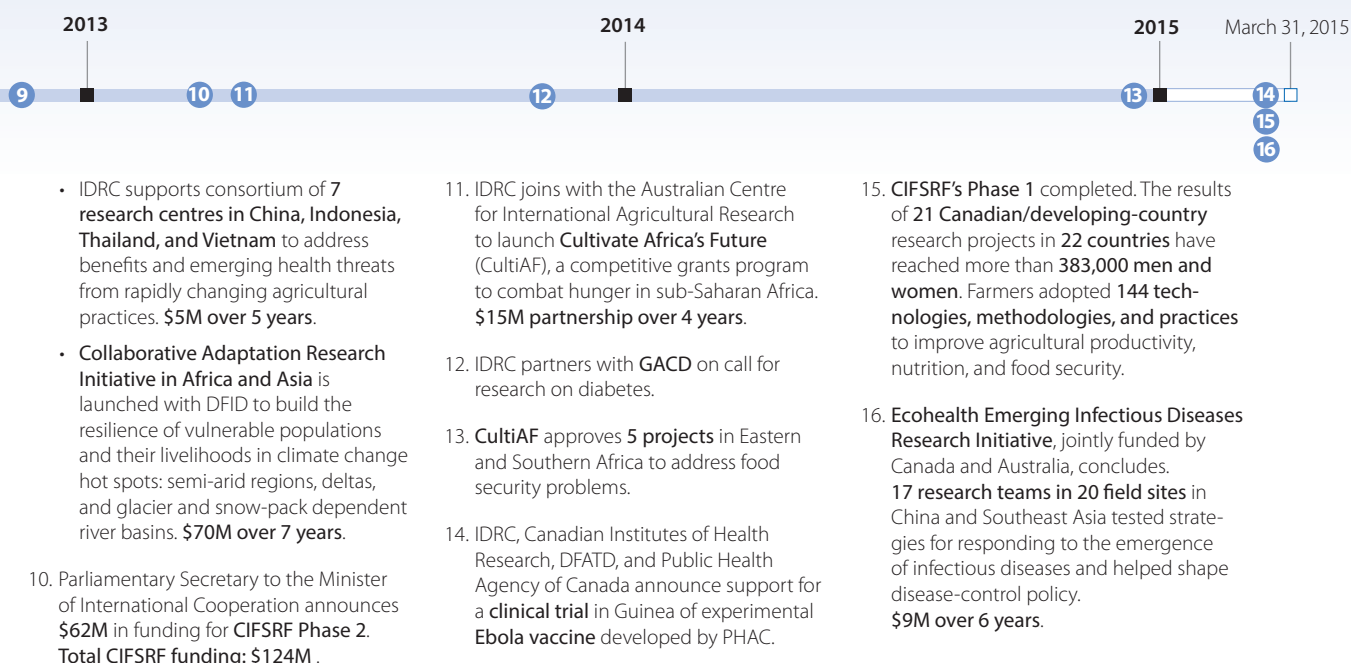 2013
2014
2015
March 31, 2015
9
10
11
12
13
14
15
16
• IDRC supports consortium of 7
research centres in China, Indonesia,
Thailand, and Vietnam to address
benefits and emerging health threats
from rapidly changing agricultural
practices. $5M over 5 years.
• Collaborative Adaptation Research
Initiative in Africa and Asia is
launched with DFID to build the
resilience of vulnerable populations
and their livelihoods in climate change
hot spots: semi-arid regions, deltas,
and glacier and snow-pack dependent
river basins. $70M over 7 years.
10. Parliamentary Secretary to the Minister
of International Cooperation announces
$62M in funding for CIFSRF Phase 2.
Total CIFSRF funding: $124M .
11. IDRC joins with the Australian Centre
for International Agricultural Research
to launch Cultivate Africa's Future
(CultiAF), a competitive grants program
to combat hunger in sub-Saharan Africa.
$15M partnership over 4 years.
12. IDRC partners with GACD on call for
research on diabetes.
13. CultiAF approves 5 projects in Eastern
and Southern Africa to address food
security problems.
14. IDRC, Canadian Institutes of Health
Research, DFATD, and Public Health
Agency of Canada announce support for
a clinical trial in Guinea of experimental
Ebola vaccine developed by PHAC.
15. CIFSRF's Phase 1 completed. The results
of 21 Canadian/developing-country
research projects in 22 countries have
reached more than 383,000 men and
women. Farmers adopted 144 tech-
nologies, methodologies, and practices
to improve agricultural productivity,
nutrition, and food security.
16. Ecohealth Emerging Infectious Diseases
Research Initiative, jointly funded by
Canada and Australia, concludes.
17 research teams in 20 field sites in
China and Southeast Asia tested strate-
gies for responding to the emergence
of infectious diseases and helped shape
disease-control policy.
$9M over 6 years.